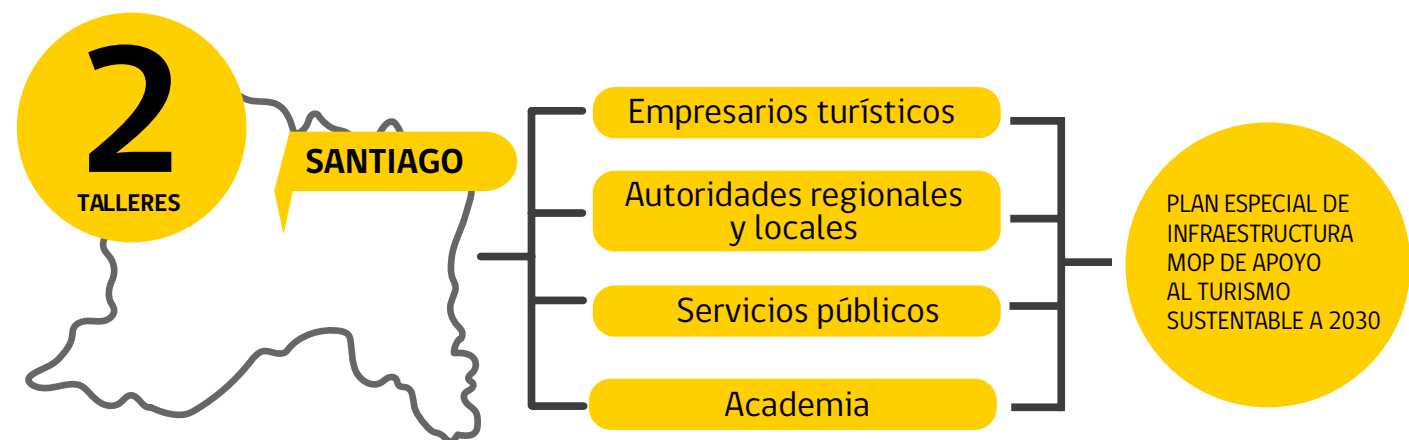 2
TALLERES
SANTIAGO
Empresarios turísticos
Autoridades regionales
y locales
Servicios públicos
Academia
PLAN ESPECIAL DE
INFRAESTRUCTURA
MOP DE APOYO
AL TURISMO
SUSTENTABLE A 2030